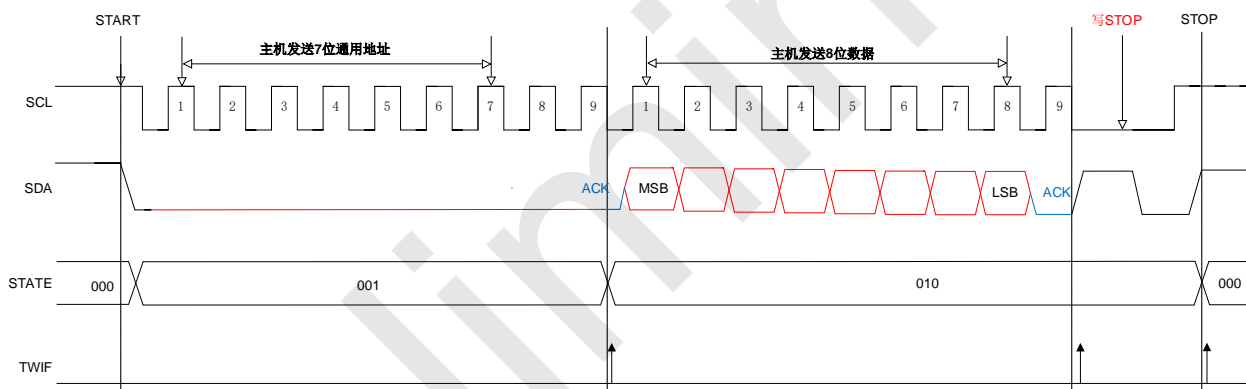 START
写STOP
STOP
主机发送7位通用地址
主机发送8位数据
SCL
1 2 3 4 5 6 7 8 9 1 2 3 4 5 6 7 8 9
SDA
ACK
MSB
LSB
ACK
STATE
000
001
010
000
TWIF